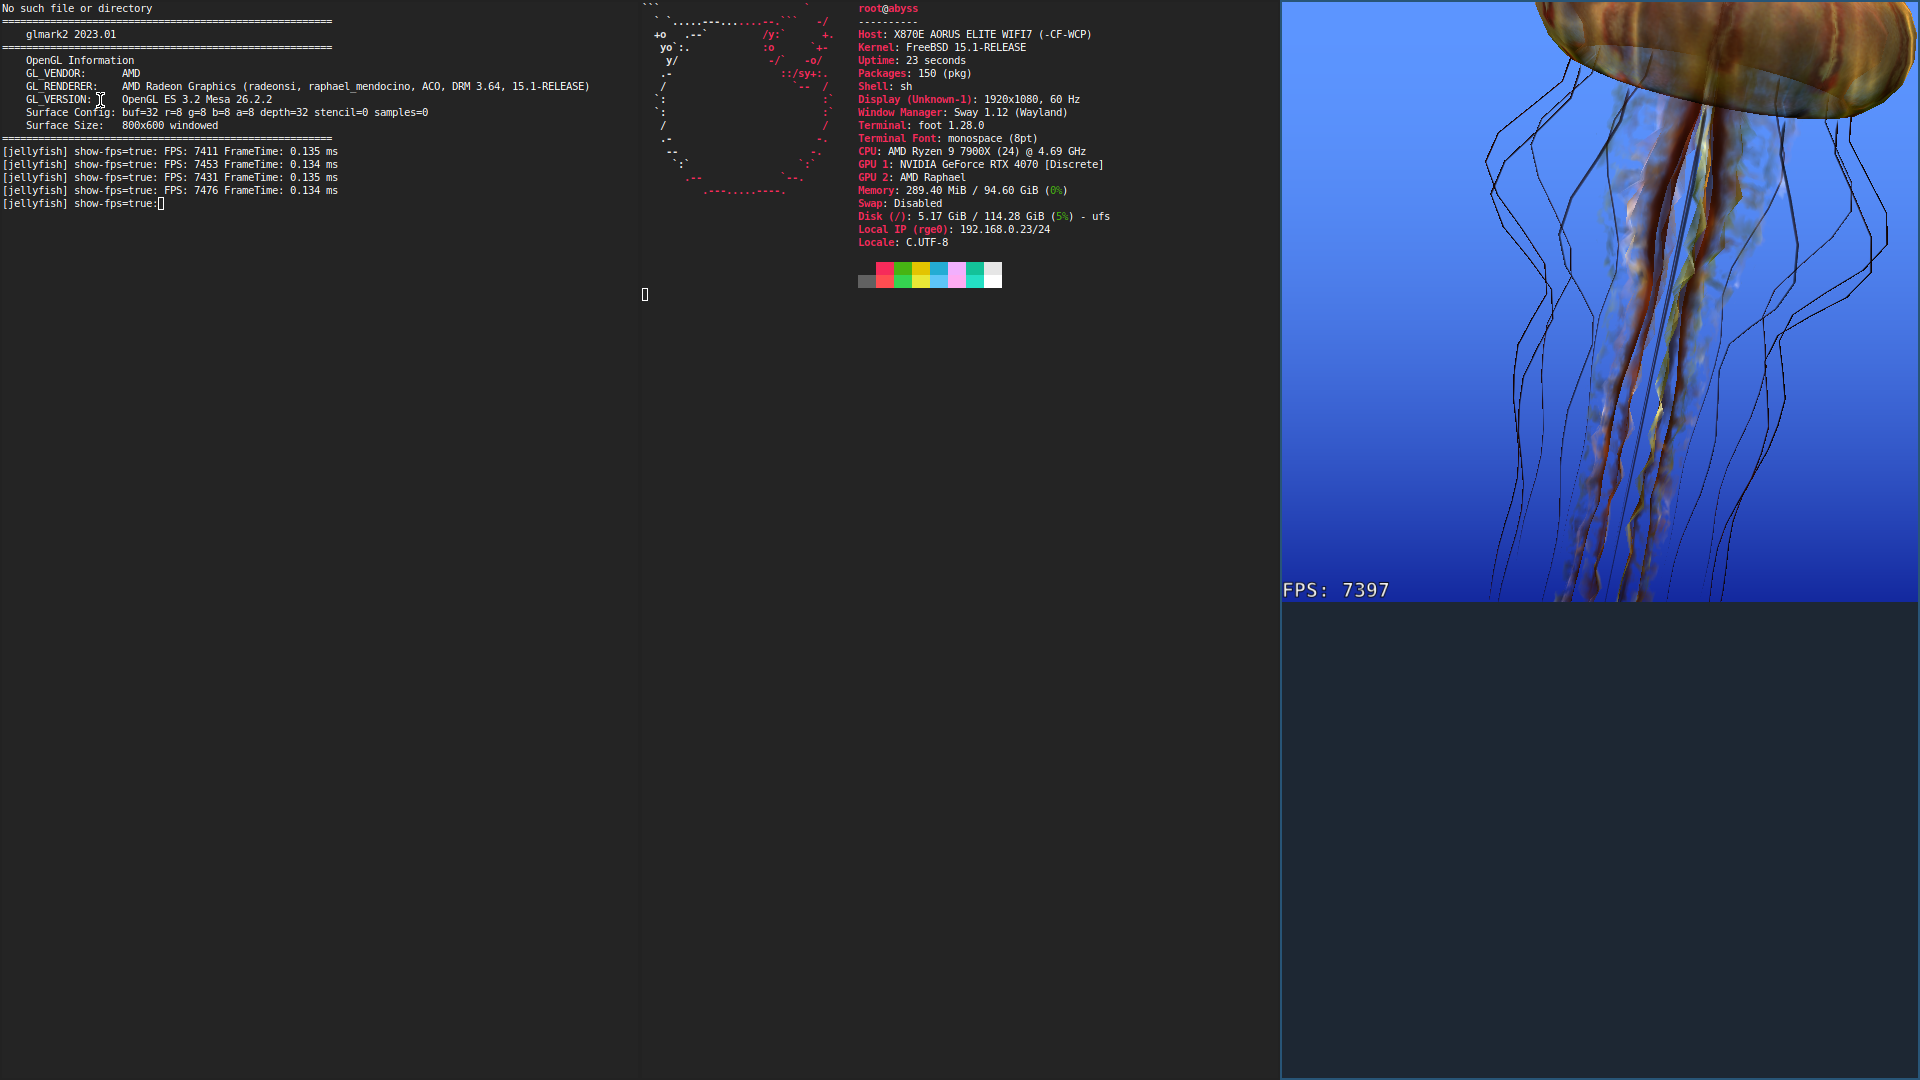 No such file or directory
=======================================================
    glmark2 2023.01
=======================================================
    OpenGL Information
    GL_VENDOR:      AMD
    GL_RENDERER:    AMD Radeon Graphics (radeonsi, raphael_mendocino, ACO, DRM 3.64, 15.1-RELEASE)
    GL_VERSION:     OpenGL ES 3.2 Mesa 26.2.2
    Surface Config: buf=32 r=8 g=8 b=8 a=8 depth=32 stencil=0 samples=0
    Surface Size:   800x600 windowed
=======================================================
[jellyfish] show-fps=true: FPS: 7411 FrameTime: 0.135 ms
[jellyfish] show-fps=true: FPS: 7453 FrameTime: 0.134 ms
[jellyfish] show-fps=true: FPS: 7431 FrameTime: 0.135 ms
[jellyfish] show-fps=true: FPS: 7476 FrameTime: 0.134 ms
[jellyfish] show-fps=true:
root@abyss
----------
Host: X870E AORUS ELITE WIFI7 (-CF-WCP)
Kernel: FreeBSD 15.1-RELEASE
Uptime: 23 seconds
Packages: 150 (pkg)
Shell: sh
Display (Unknown-1): 1920x1080, 60 Hz
Window Manager: Sway 1.12 (Wayland)
Terminal: foot 1.28.0
Terminal Font: monospace (8pt)
CPU: AMD Ryzen 9 7900X (24) @ 4.69 GHz
GPU 1: NVIDIA GeForce RTX 4070 [Discrete]
GPU 2: AMD Raphael
Memory: 289.40 MiB / 94.60 GiB (0%)
Swap: Disabled
Disk (/): 5.17 GiB / 114.28 GiB (5%) - ufs
Local IP (rge0): 192.168.0.23/24
Locale: C.UTF-8
FPS: 7397